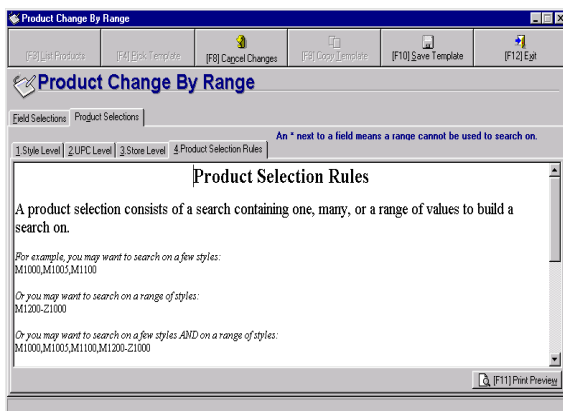 Product Change By Range
[F3] List Products
[F4] Pick Template
[F8] Cancel Changes
[F9] Copy Template
[F10] Save Template
[F12] Exit
Product Change By Range
Field Selections
Product Selections
An * next to a field means a range cannot be used to search on.
1.Style Level
2.UPC Level
3.Store Level
4.Product Selection Rules
Product Selection Rules
A product selection consists of a search containing one, many, or a range of values to build a
search on.
For example, you may want to search on a few styles:
M1000,M1005,M1100
Or you may want to search on a range of styles:
M1200-Z1000
Or you may want to search on a few styles AND on a range of styles:
M1000,M1005,M1100,M1200-Z1000
[F11] Print Preview